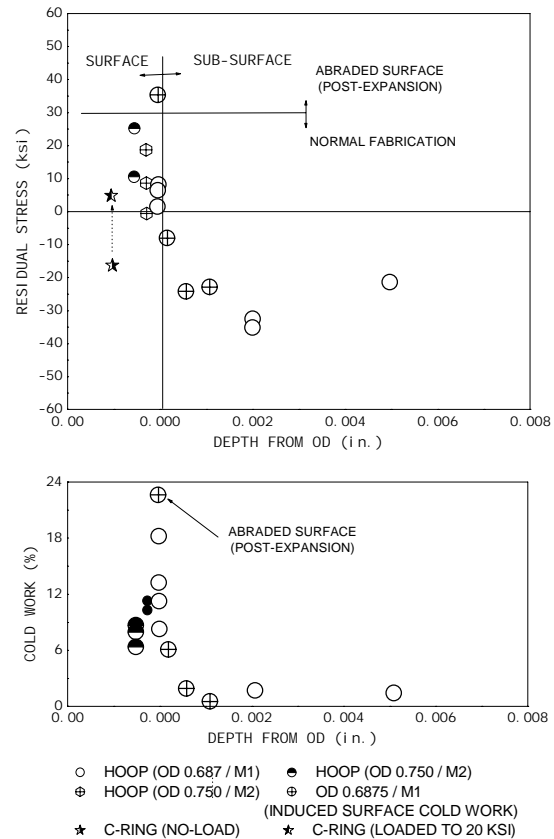 60
50
40
30
20
10
0
-10
-20
-30
-40
-50
-60
RESIDUAL STRESS (ksi)
SURFACE
SUB-SURFACE
ABRADED SURFACE
(POST-EXPANSION)
NORMAL FABRICATION
0.00 0.000 0.002 0.004 0.006 0.008
DEPTH FROM OD (in.)
24
18
12
6
0
COLD WORK (%)
ABRADED SURFACE
(POST-EXPANSION)
0.00 0.000 0.002 0.004 0.006 0.008
DEPTH FROM OD (in.)
HOOP (OD 0.687 / M1) HOOP (OD 0.750 / M2)
HOOP (OD 0.750 / M2) OD 0.6875 / M1
(INDUCED SURFACE COLD WORK)
C-RING (NO-LOAD) C-RING (LOADED TO 20 KSI)